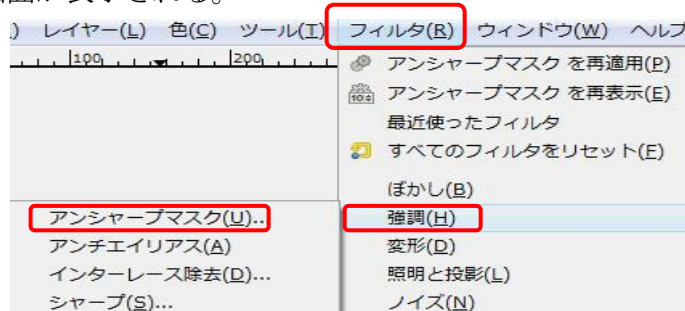 が表示される。
レイヤー(L) 色(C) ツール(T) フィルタ(R) ウィンドウ(W) ヘルプ
100 200
アンシャープマスク を再適用(P)
アンシャープマスク を再表示(E)
最近使ったフィルタ
すべてのフィルタをリセット(F)
ぼかし(B)
アンシャープマスク(U)... 強調(H)
アンチエイリアス(A) 変形(D)
インターレース除去(D)... 照明と投影(L)
シャープ(S)... ノイズ(N)